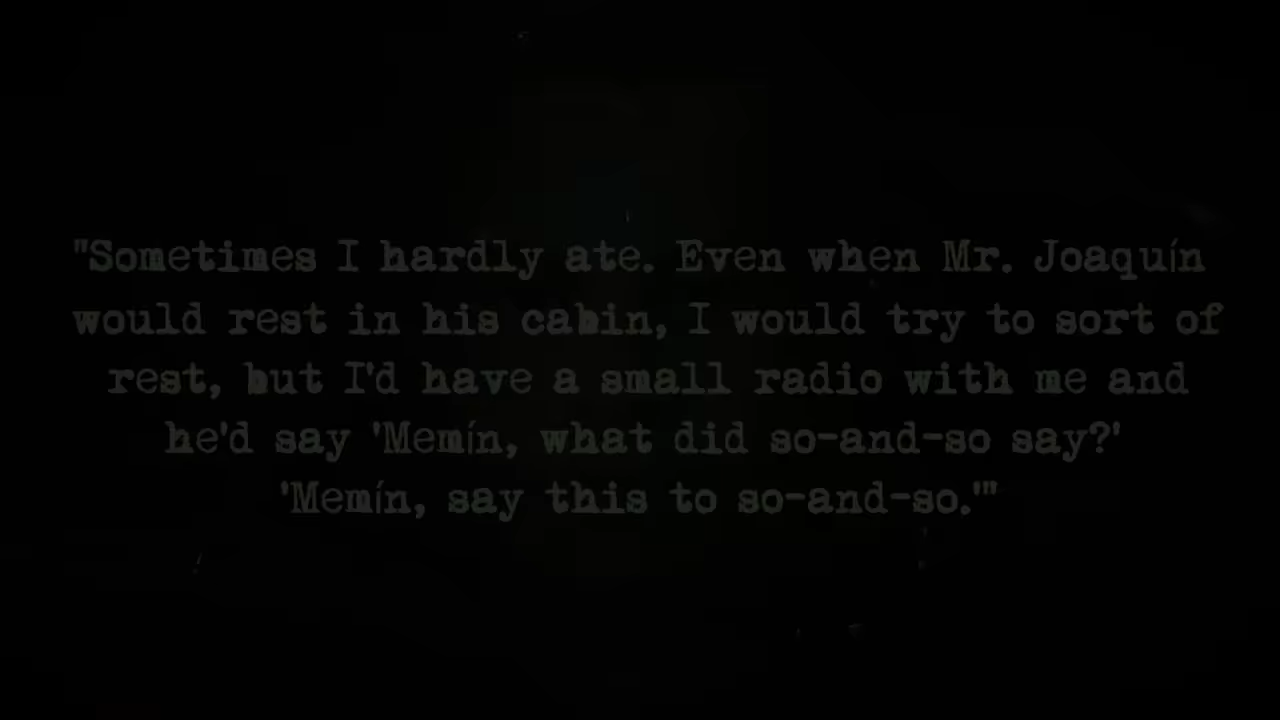 "Sometimes I hardly ate. Even when Mr. Joaquín
would rest in his cabin, I would try to sort of
rest, but I'd have a small radio with me and
he'd say 'Memín, what did so-and-so say?'
'Memín, say this to so-and-so.'"